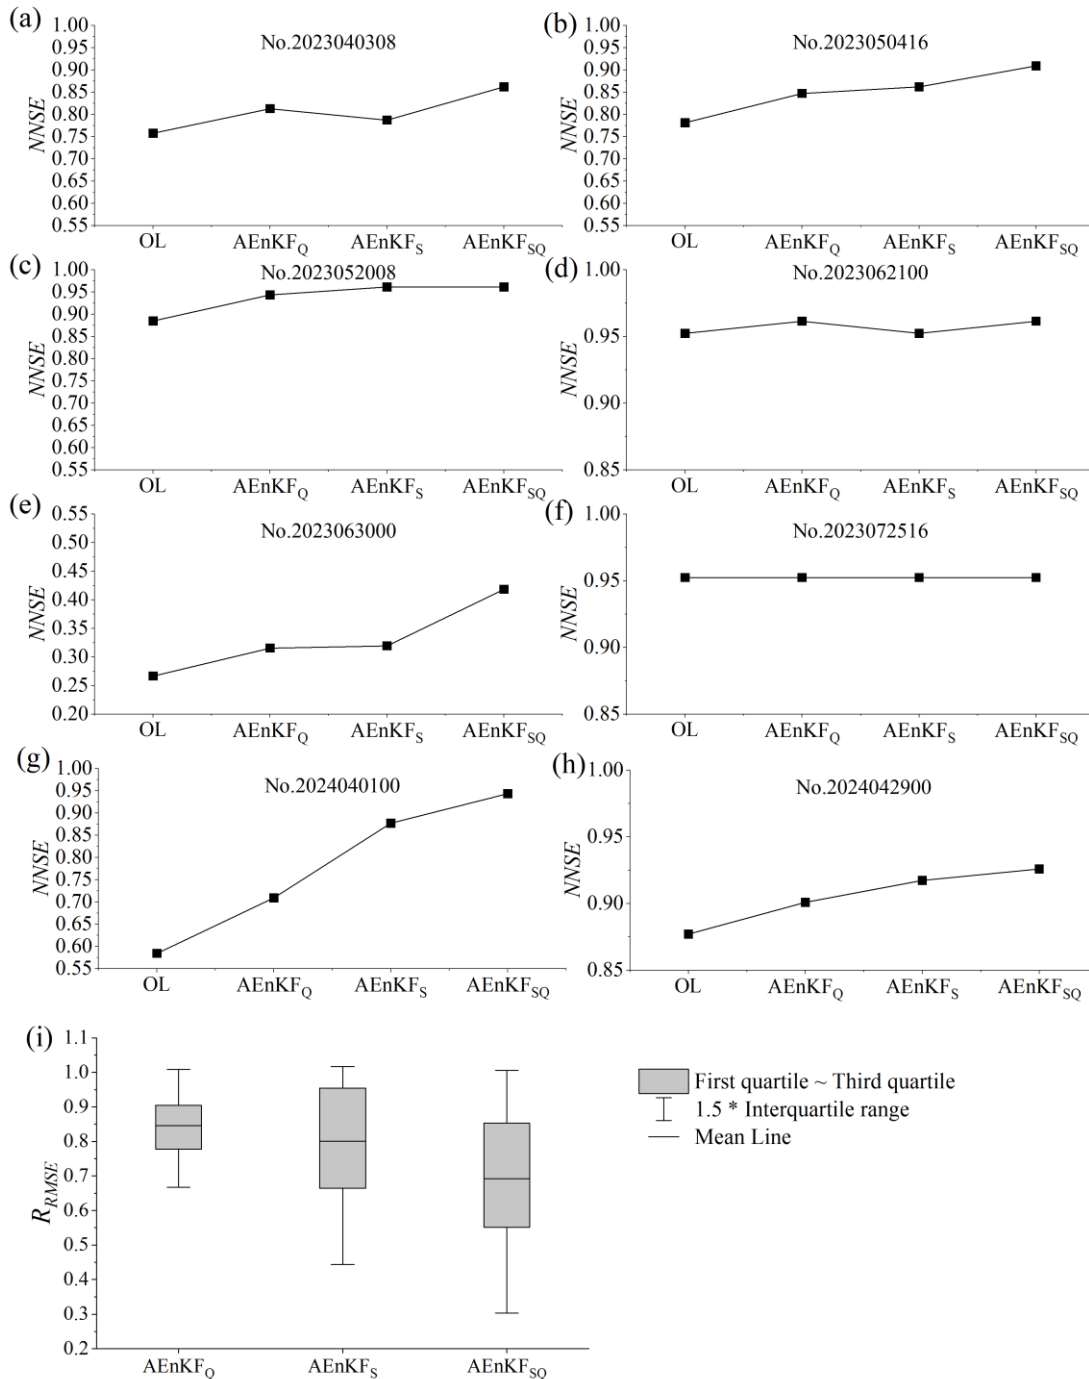 (a)
No.2023040308
NNSE
1.00
0.95
0.90
0.85
0.80
0.75
0.70
0.65
0.60
0.55
OL AEnKFQ AEnKFS AEnKFSQ
(b)
No.2023050416
NNSE
1.00
0.95
0.90
0.85
0.80
0.75
0.70
0.65
0.60
0.55
OL AEnKFQ AEnKFS AEnKFSQ
(c)
No.2023052008
NNSE
1.00
0.95
0.90
0.85
0.80
0.75
0.70
0.65
0.60
0.55
OL AEnKFQ AEnKFS AEnKFSQ
(d)
No.2023062100
NNSE
1.00
0.95
0.90
0.85
OL AEnKFQ AEnKFS AEnKFSQ
(e)
No.2023063000
NNSE
0.55
0.50
0.45
0.40
0.35
0.30
0.25
0.20
OL AEnKFQ AEnKFS AEnKFSQ
(f)
No.2023072516
NNSE
1.00
0.95
0.90
0.85
OL AEnKFQ AEnKFS AEnKFSQ
(g)
No.2024040100
NNSE
1.00
0.95
0.90
0.85
0.80
0.75
0.70
0.65
0.60
0.55
OL AEnKFQ AEnKFS AEnKFSQ
(h)
No.2024042900
NNSE
1.00
0.95
0.90
0.85
OL AEnKFQ AEnKFS AEnKFSQ
(i)
RRMSE
1.1
1.0
0.9
0.8
0.7
0.6
0.5
0.4
0.3
0.2
AEnKFQ AEnKFS AEnKFSQ
First quartile ~ Third quartile
1.5 * Interquartile range
Mean Line